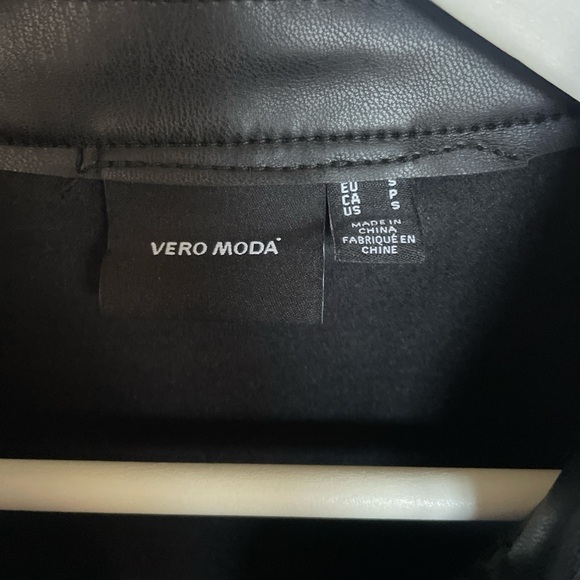 VERO MODA
EU S
CA P
US S
MADE IN
CHINA
FABRIQUÉ EN
CHINE